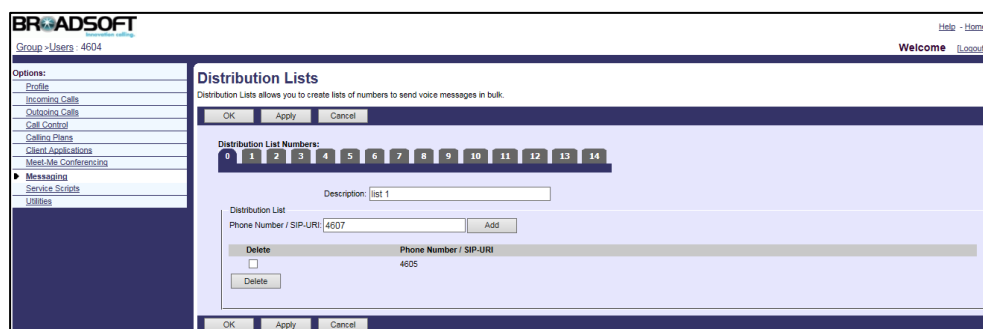 BROADSOFT
innovation calling.
Help - Home
Group >Users : 4604
Welcome [Logout
Options:
Profile
Incoming Calls
Outgoing Calls
Call Control
Calling Plans
Client Applications
Meet-Me Conferencing
Messaging
Service Scripts
Utilities
Distribution Lists
Distribution Lists allows you to create lists of numbers to send voice messages in bulk.
OK Apply Cancel
Distribution List Numbers:
0 1 2 3 4 5 6 7 8 9 10 11 12 13 14
Description: list 1
Distribution List
Phone Number / SIP-URI: 4607 Add
Delete Phone Number / SIP-URI
4605
Delete
OK Apply Cancel